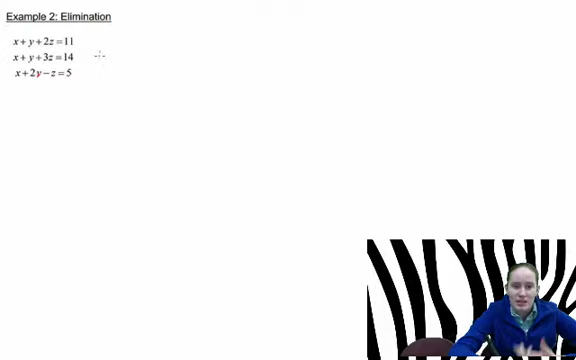 Example 2: Elimination
x + y + 2z = 11
x + y + 3z = 14
x + 2y − z = 5